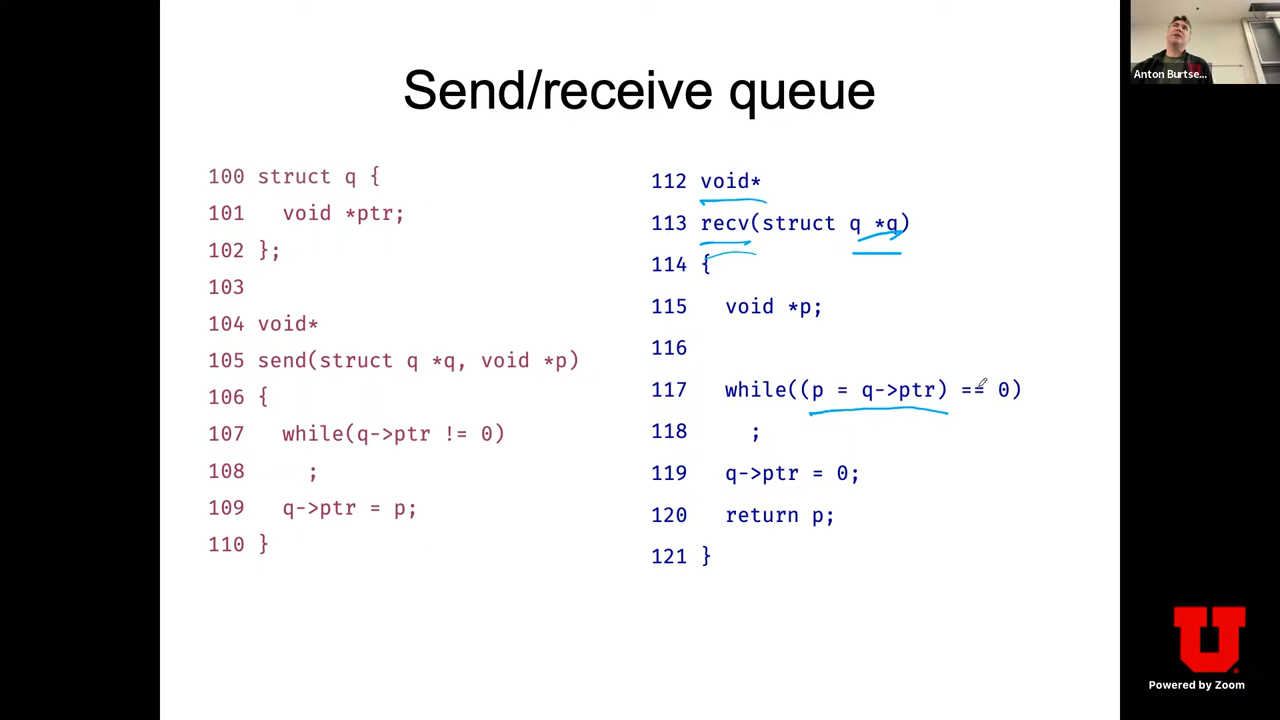 Send/receive queue
100 struct q {
101   void *ptr;
102 };
103
104 void*
105 send(struct q *q, void *p)
106 {
107   while(q->ptr != 0)
108     ;
109   q->ptr = p;
110 }
112 void*
113 recv(struct q *q)
114 {
115   void *p;
116
117   while((p = q->ptr) == 0)
118     ;
119   q->ptr = 0;
120   return p;
121 }
Anton Burtse...
U
Powered by Zoom